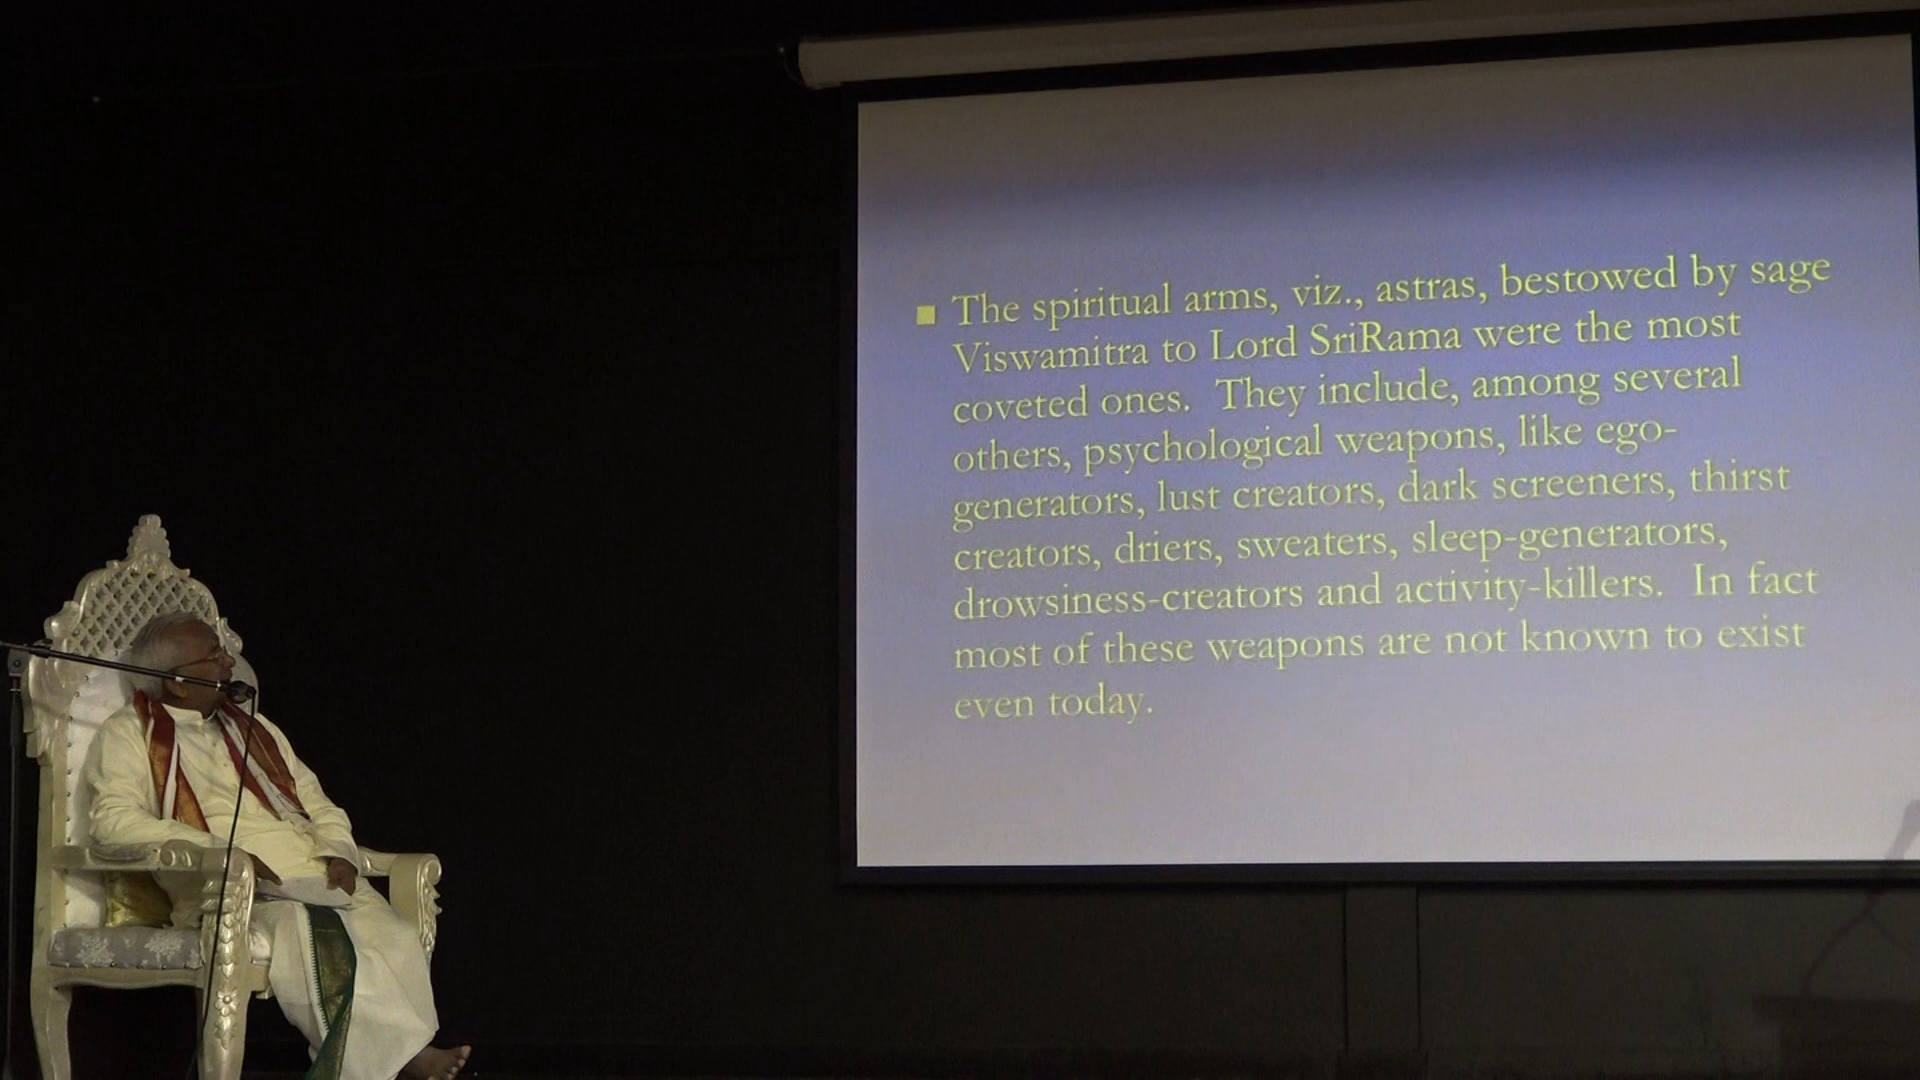 The spiritual arms, viz., astras, bestowed by sage
Viswamitra to Lord SriRama were the most
coveted ones. They include, among several
others, psychological weapons, like ego-
generators, lust creators, dark screeners, thirst
creators, driers, sweaters, sleep-generators,
drowsiness-creators and activity-killers. In fact
most of these weapons are not known to exist
even today.